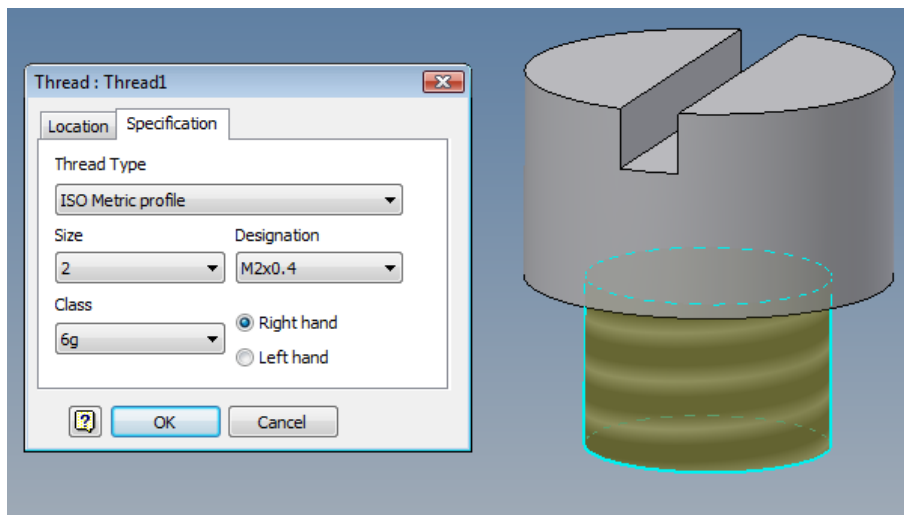 Thread : Thread1
Location Specification
Thread Type
ISO Metric profile
Size Designation
2 M2x0.4
Class
6g
Right hand
Left hand
? OK Cancel